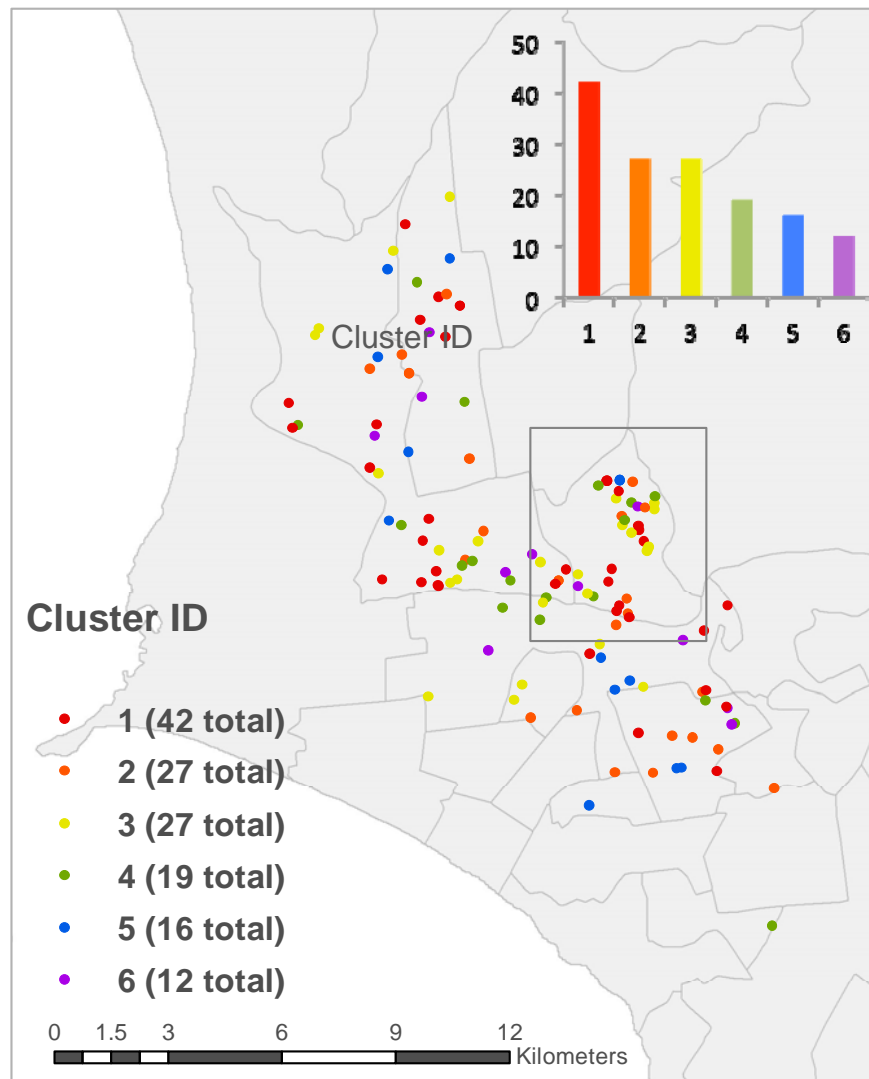 50
40
30
20
10
0
1 2 3 4 5 6
Cluster ID
Cluster ID
1 (42 total)
2 (27 total)
3 (27 total)
4 (19 total)
5 (16 total)
6 (12 total)
0 1.5 3 6 9 12
Kilometers